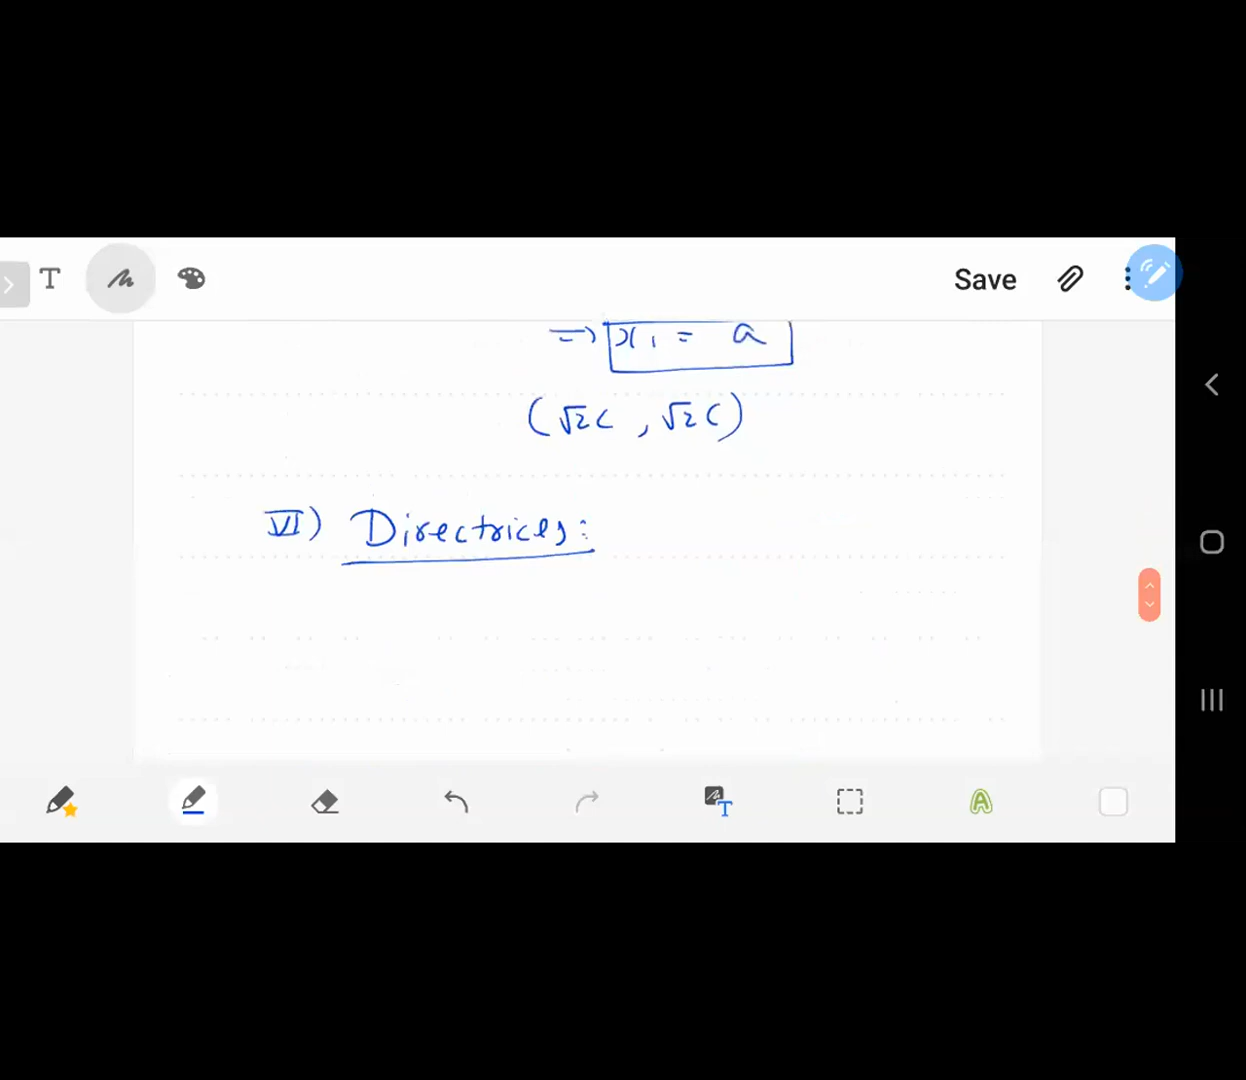 T
Save
=> x₁ = a
(√2c , √2c)
VI) Directrices:
T
A